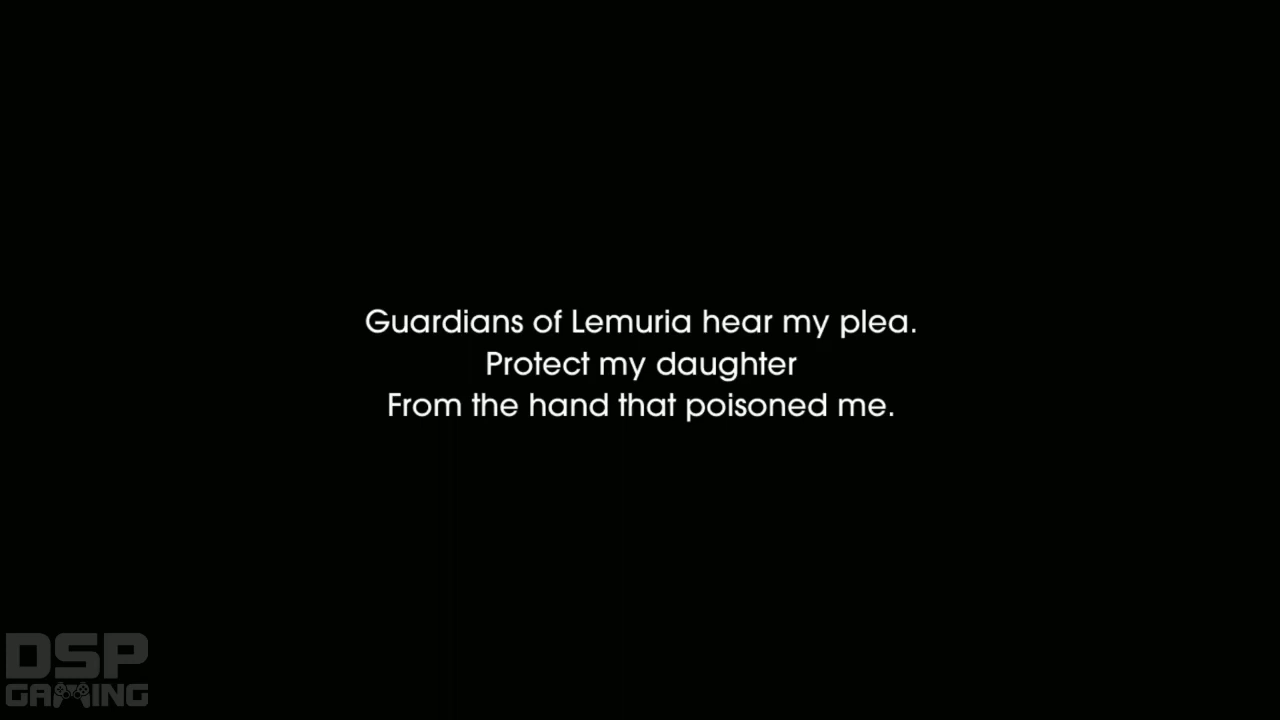 Guardians of Lemuria hear my plea.
Protect my daughter
From the hand that poisoned me.
DSP
GAMING